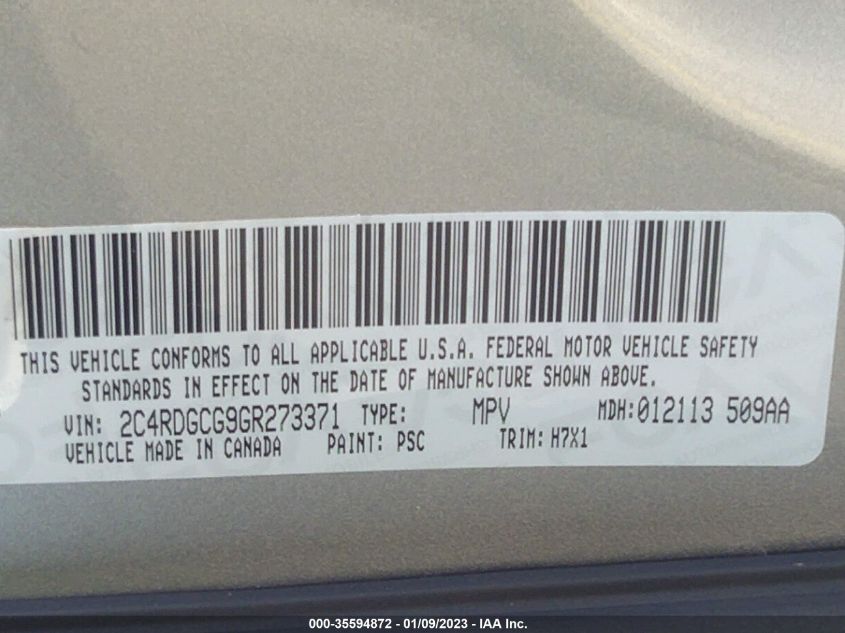 THIS VEHICLE CONFORMS TO ALL APPLICABLE U.S.A. FEDERAL MOTOR VEHICLE SAFETY
STANDARDS IN EFFECT ON THE DATE OF MANUFACTURE SHOWN ABOVE.
VIN: 2C4RDGCG9GR273371 TYPE: MPV MDH:012113 509AA
VEHICLE MADE IN CANADA PAINT: PSC TRIM: H7X1
000-35594872 / 01/09/2023 - IAA Inc.